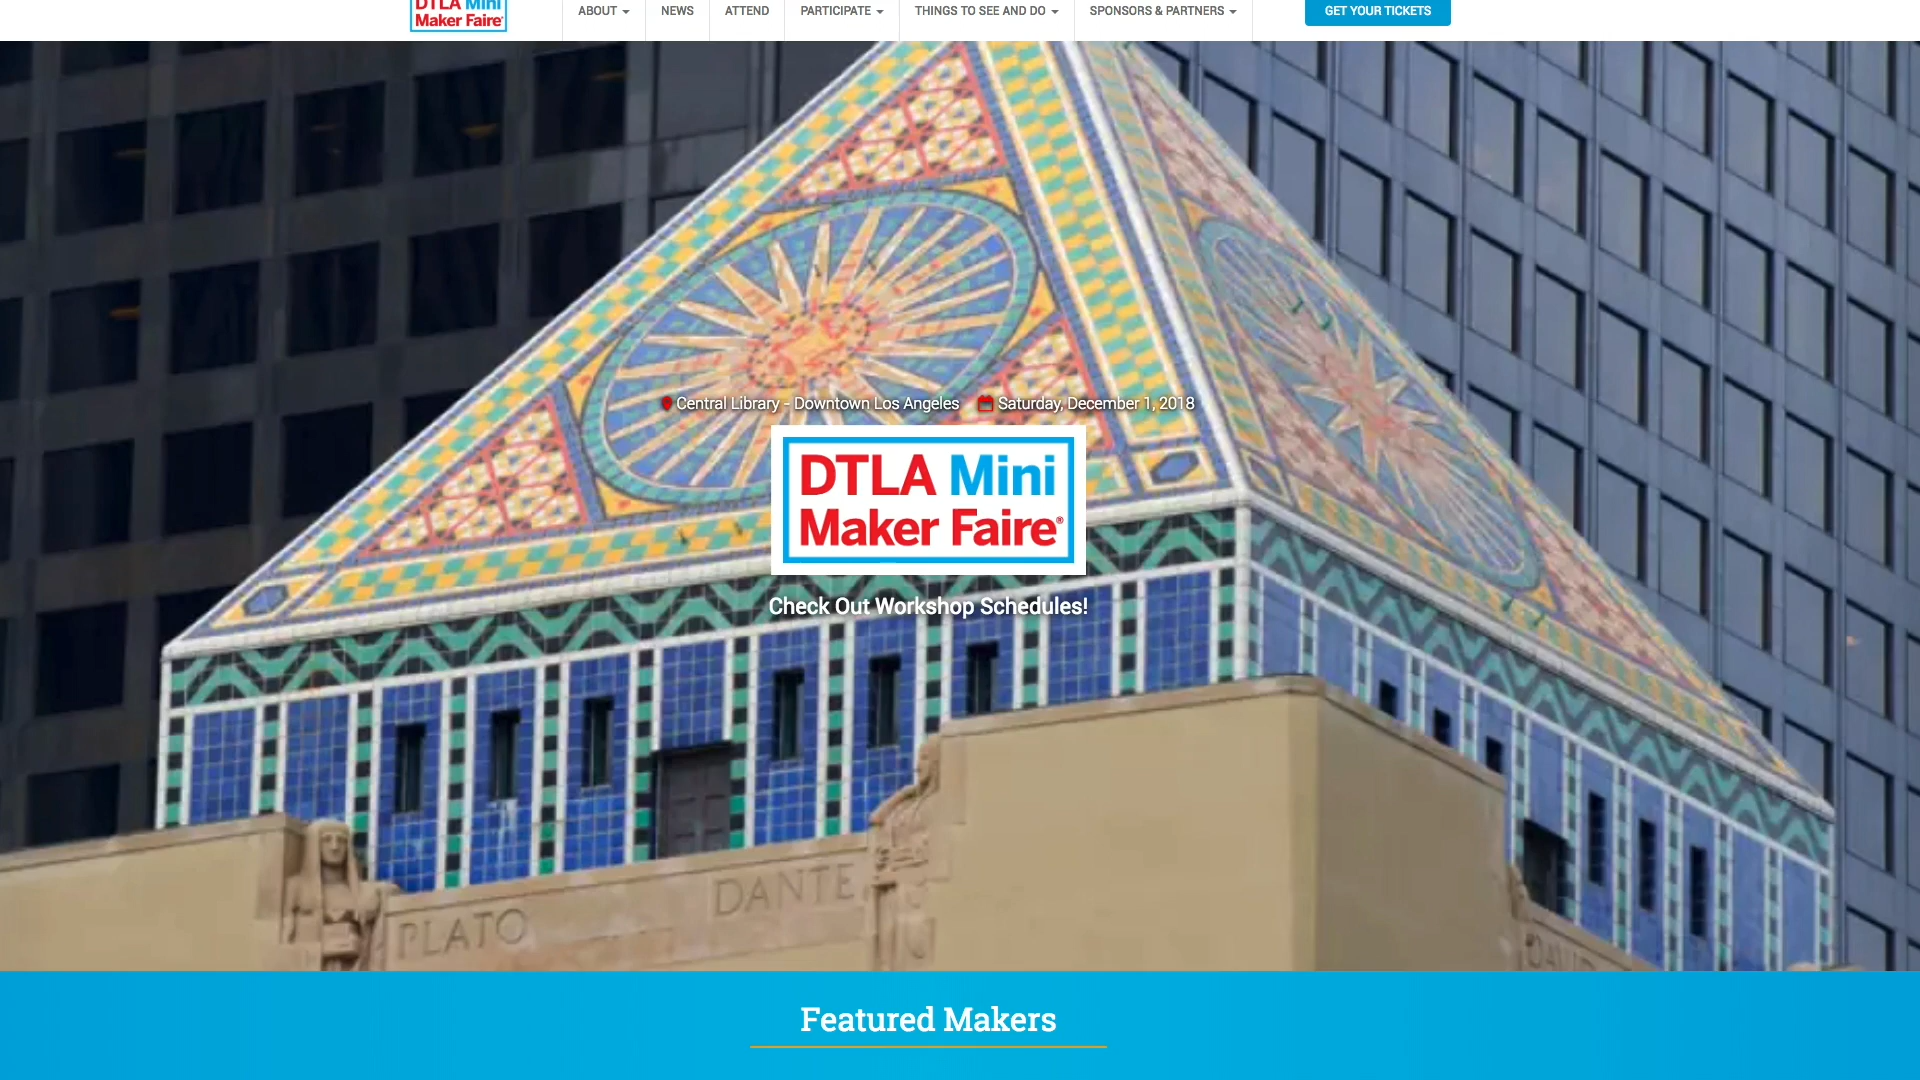 DTLA Mini
Maker Faire®
ABOUT
NEWS
ATTEND
PARTICIPATE
THINGS TO SEE AND DO
SPONSORS & PARTNERS
GET YOUR TICKETS
Central Library - Downtown Los Angeles
Saturday, December 1, 2018
DTLA Mini
Maker Faire®
Check Out Workshop Schedules!
PLATO
DANTE
Featured Makers